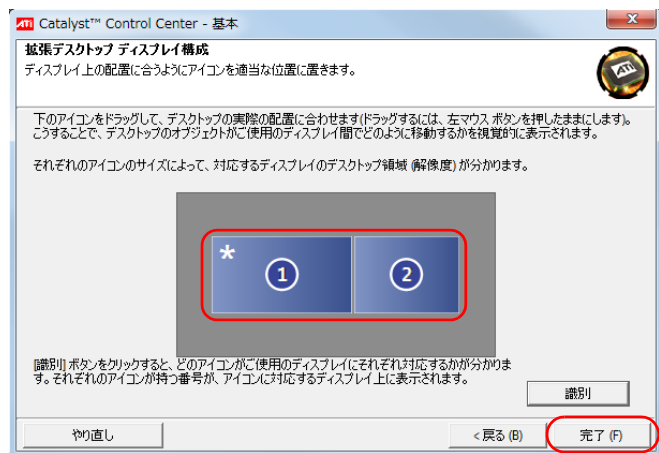 ATI Catalyst™ Control Center - 基本
拡張デスクトップ ディスプレイ構成
ディスプレイ上の配置に合うようにアイコンを適当な位置に置きます。
ATI
下のアイコンをドラッグして、デスクトップの実際の配置に合わせます(ドラッグするには、左マウス ボタンを押したままにします)。
こうすることで、デスクトップのオブジェクトがご使用のディスプレイ間でどのように移動するかを視覚的に表示されます。
それぞれのアイコンのサイズによって、対応するディスプレイのデスクトップ領域 (解像度) が分かります。
* 1 2
[識別] ボタンをクリックすると、どのアイコンがご使用のディスプレイにそれぞれ対応するかが分かりま
す。それぞれのアイコンが持つ番号が、アイコンに対応するディスプレイ上に表示されます。
識別
やり直し < 戻る (B) 完了 (F)